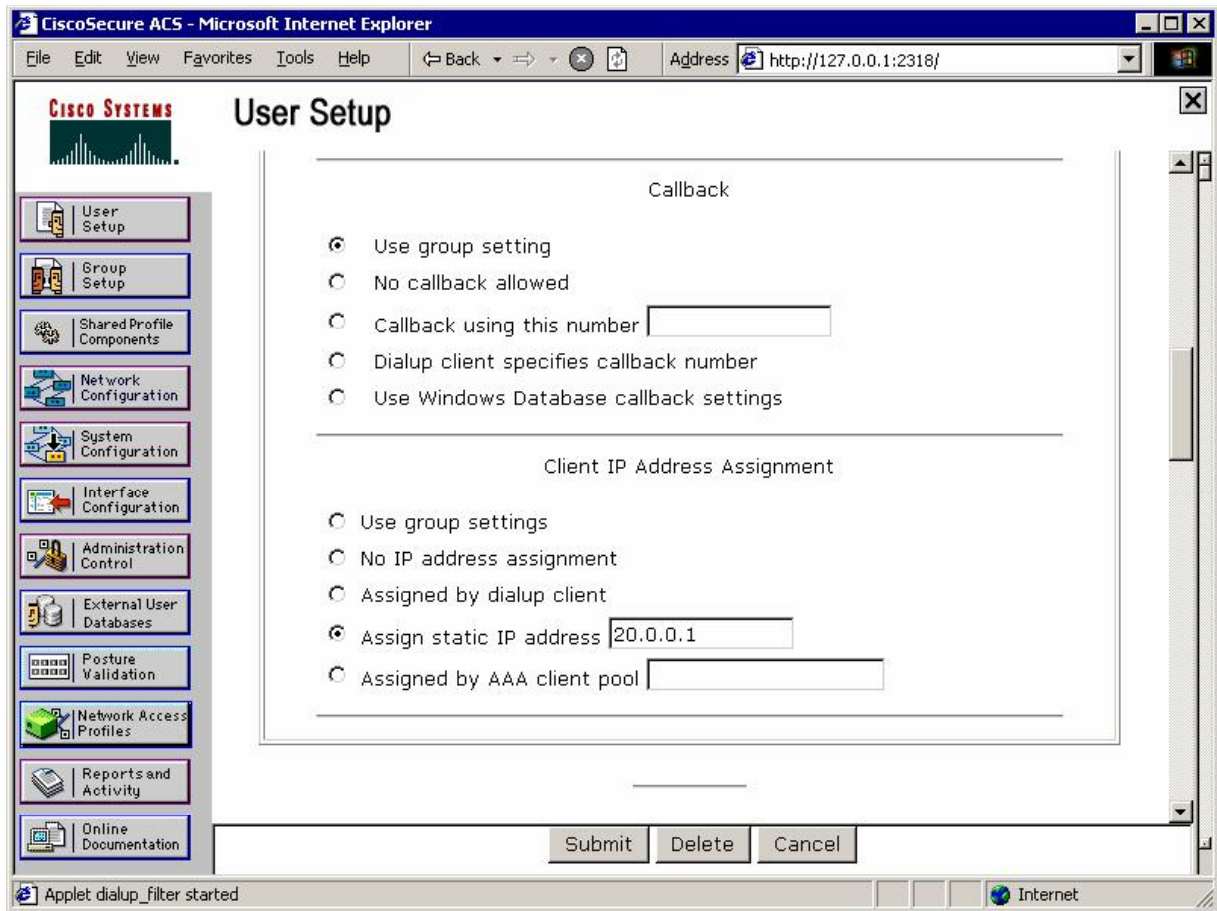 CiscoSecure ACS - Microsoft Internet Explorer
File Edit View Favorites Tools Help Back Address http://127.0.0.1:2318/
CISCO SYSTEMS
User Setup
User
Setup
Group
Setup
Shared Profile
Components
Network
Configuration
System
Configuration
Interface
Configuration
Administration
Control
External User
Databases
Posture
Validation
Network Access
Profiles
Reports and
Activity
Online
Documentation
Callback
Use group setting
No callback allowed
Callback using this number
Dialup client specifies callback number
Use Windows Database callback settings
Client IP Address Assignment
Use group settings
No IP address assignment
Assigned by dialup client
Assign static IP address 20.0.0.1
Assigned by AAA client pool
Submit Delete Cancel
Applet dialup_filter started Internet